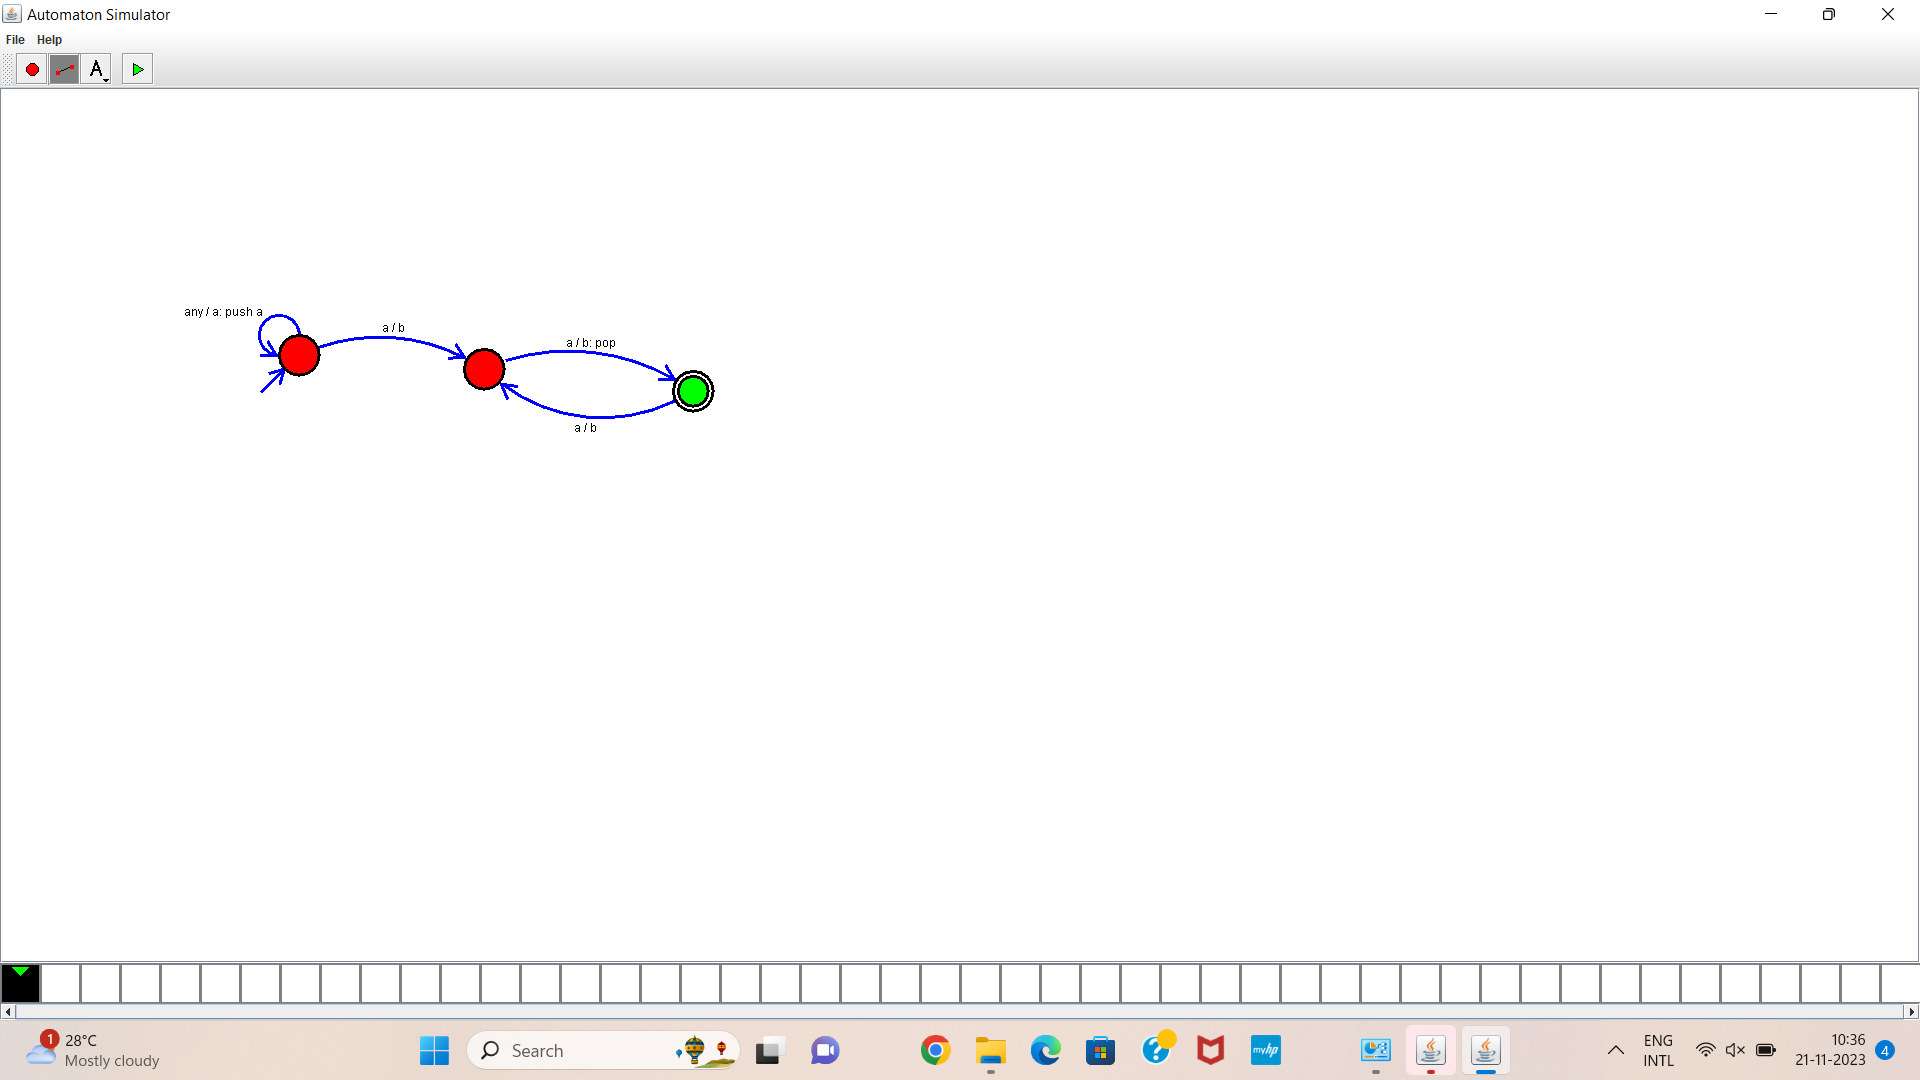 Automaton Simulator
File Help
A
any / a: push a
a / b
a / b: pop
a / b
1
28°C
Mostly cloudy
Search
?
myhp
ENG
INTL
10:36
21-11-2023
4